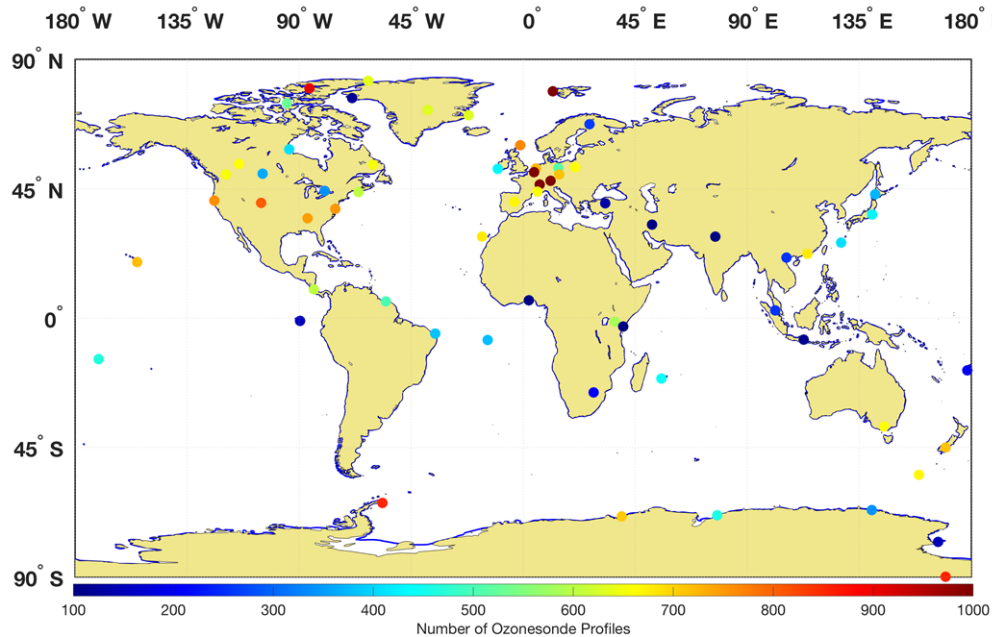 180° W 135° W 90° W 45° W 0° 45° E 90° E 135° E 180°
90° N
45° N
0°
45° S
90° S
100 200 300 400 500 600 700 800 900 1000
Number of Ozonesonde Profiles